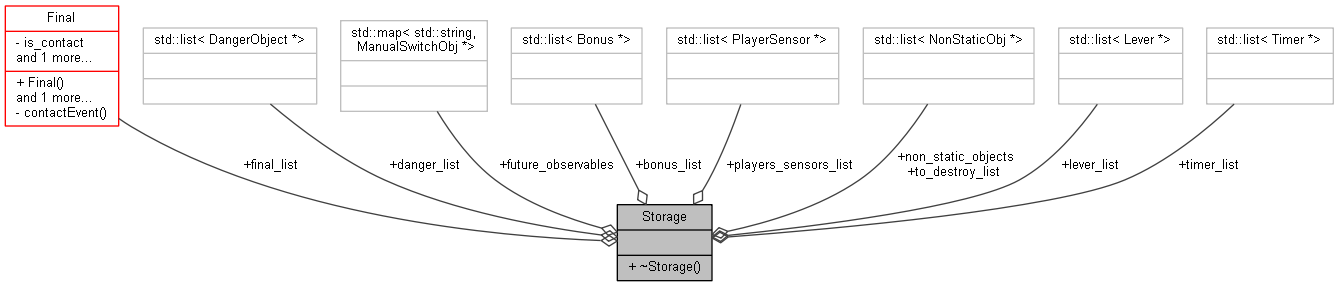 Final
- is_contact
and 1 more...
+ Final()
and 1 more...
- contactEvent()
std::list< DangerObject *>
std::map< std::string,
ManualSwitchObj *>
std::list< Bonus *>
std::list< PlayerSensor *>
std::list< NonStaticObj *>
std::list< Lever *>
std::list< Timer *>
+final_list
+danger_list
+future_observables
+bonus_list
+players_sensors_list
+non_static_objects
+to_destroy_list
+lever_list
+timer_list
Storage
+ ~Storage()